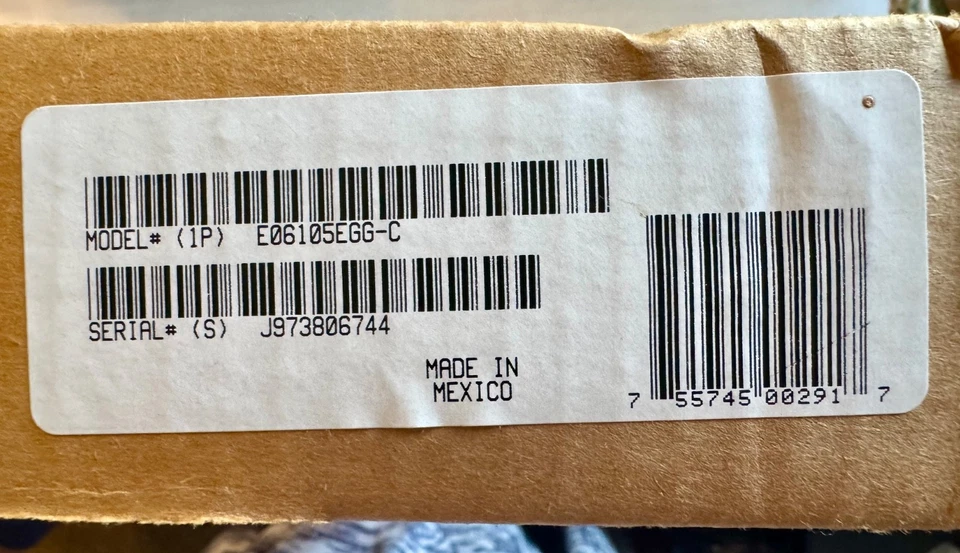 MODEL# (1P) E06105EGG-C
SERIAL# (S) J973806744
MADE IN
MEXICO
7 55745 00291 7